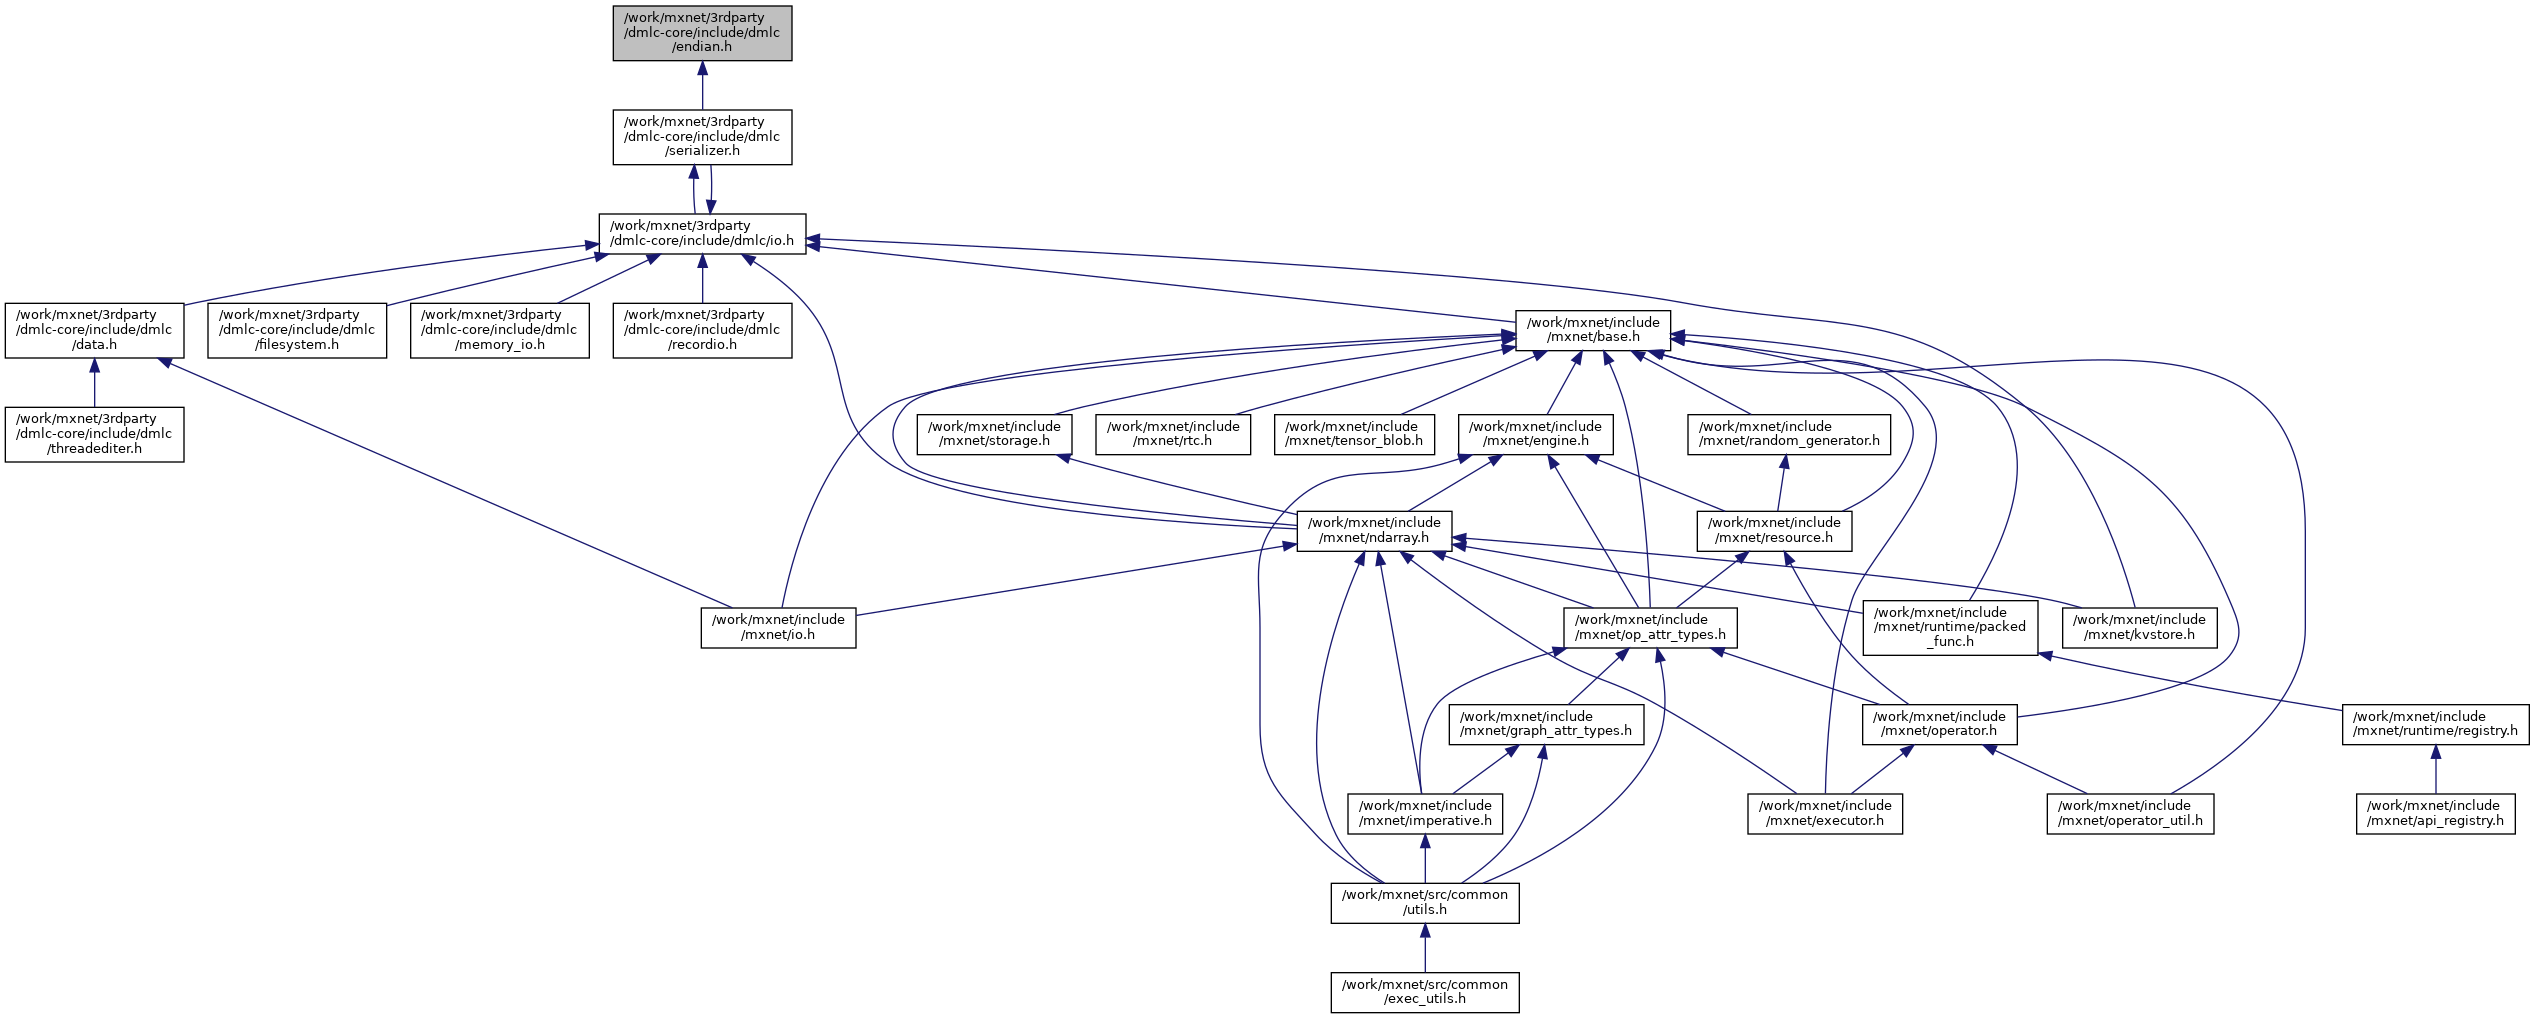 /work/mxnet/3rdparty
/dmlc-core/include/dmlc
/endian.h
/work/mxnet/3rdparty
/dmlc-core/include/dmlc
/serializer.h
/work/mxnet/3rdparty
/dmlc-core/include/dmlc/io.h
/work/mxnet/3rdparty
/dmlc-core/include/dmlc
/data.h
/work/mxnet/3rdparty
/dmlc-core/include/dmlc
/filesystem.h
/work/mxnet/3rdparty
/dmlc-core/include/dmlc
/memory_io.h
/work/mxnet/3rdparty
/dmlc-core/include/dmlc
/recordio.h
/work/mxnet/include
/mxnet/base.h
/work/mxnet/3rdparty
/dmlc-core/include/dmlc
/threadediter.h
/work/mxnet/include
/mxnet/storage.h
/work/mxnet/include
/mxnet/rtc.h
/work/mxnet/include
/mxnet/tensor_blob.h
/work/mxnet/include
/mxnet/engine.h
/work/mxnet/include
/mxnet/random_generator.h
/work/mxnet/include
/mxnet/ndarray.h
/work/mxnet/include
/mxnet/resource.h
/work/mxnet/include
/mxnet/io.h
/work/mxnet/include
/mxnet/op_attr_types.h
/work/mxnet/include
/mxnet/runtime/packed
_func.h
/work/mxnet/include
/mxnet/kvstore.h
/work/mxnet/include
/mxnet/graph_attr_types.h
/work/mxnet/include
/mxnet/operator.h
/work/mxnet/include
/mxnet/runtime/registry.h
/work/mxnet/include
/mxnet/imperative.h
/work/mxnet/include
/mxnet/executor.h
/work/mxnet/include
/mxnet/operator_util.h
/work/mxnet/include
/mxnet/api_registry.h
/work/mxnet/src/common
/utils.h
/work/mxnet/src/common
/exec_utils.h